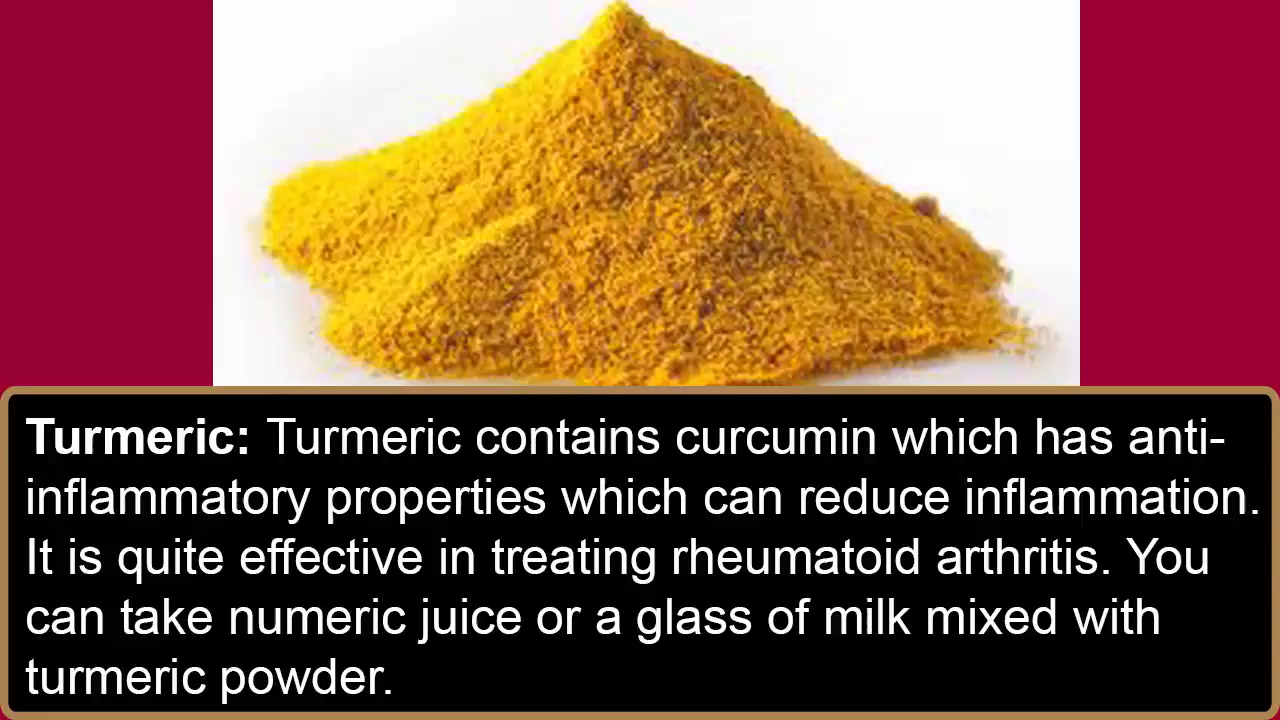 Turmeric: Turmeric contains curcumin which has anti-
inflammatory properties which can reduce inflammation.
It is quite effective in treating rheumatoid arthritis. You
can take numeric juice or a glass of milk mixed with
turmeric powder.